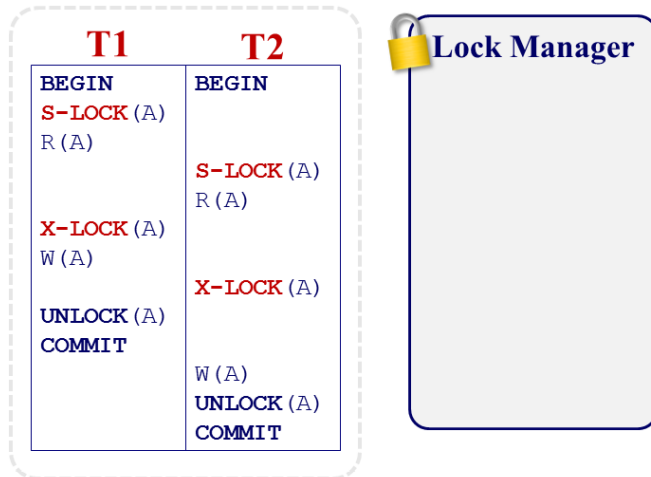 T1
T2
Lock Manager
BEGIN
S-LOCK(A)
R(A)
X-LOCK(A)
W(A)
UNLOCK(A)
COMMIT
BEGIN
S-LOCK(A)
R(A)
X-LOCK(A)
W(A)
UNLOCK(A)
COMMIT